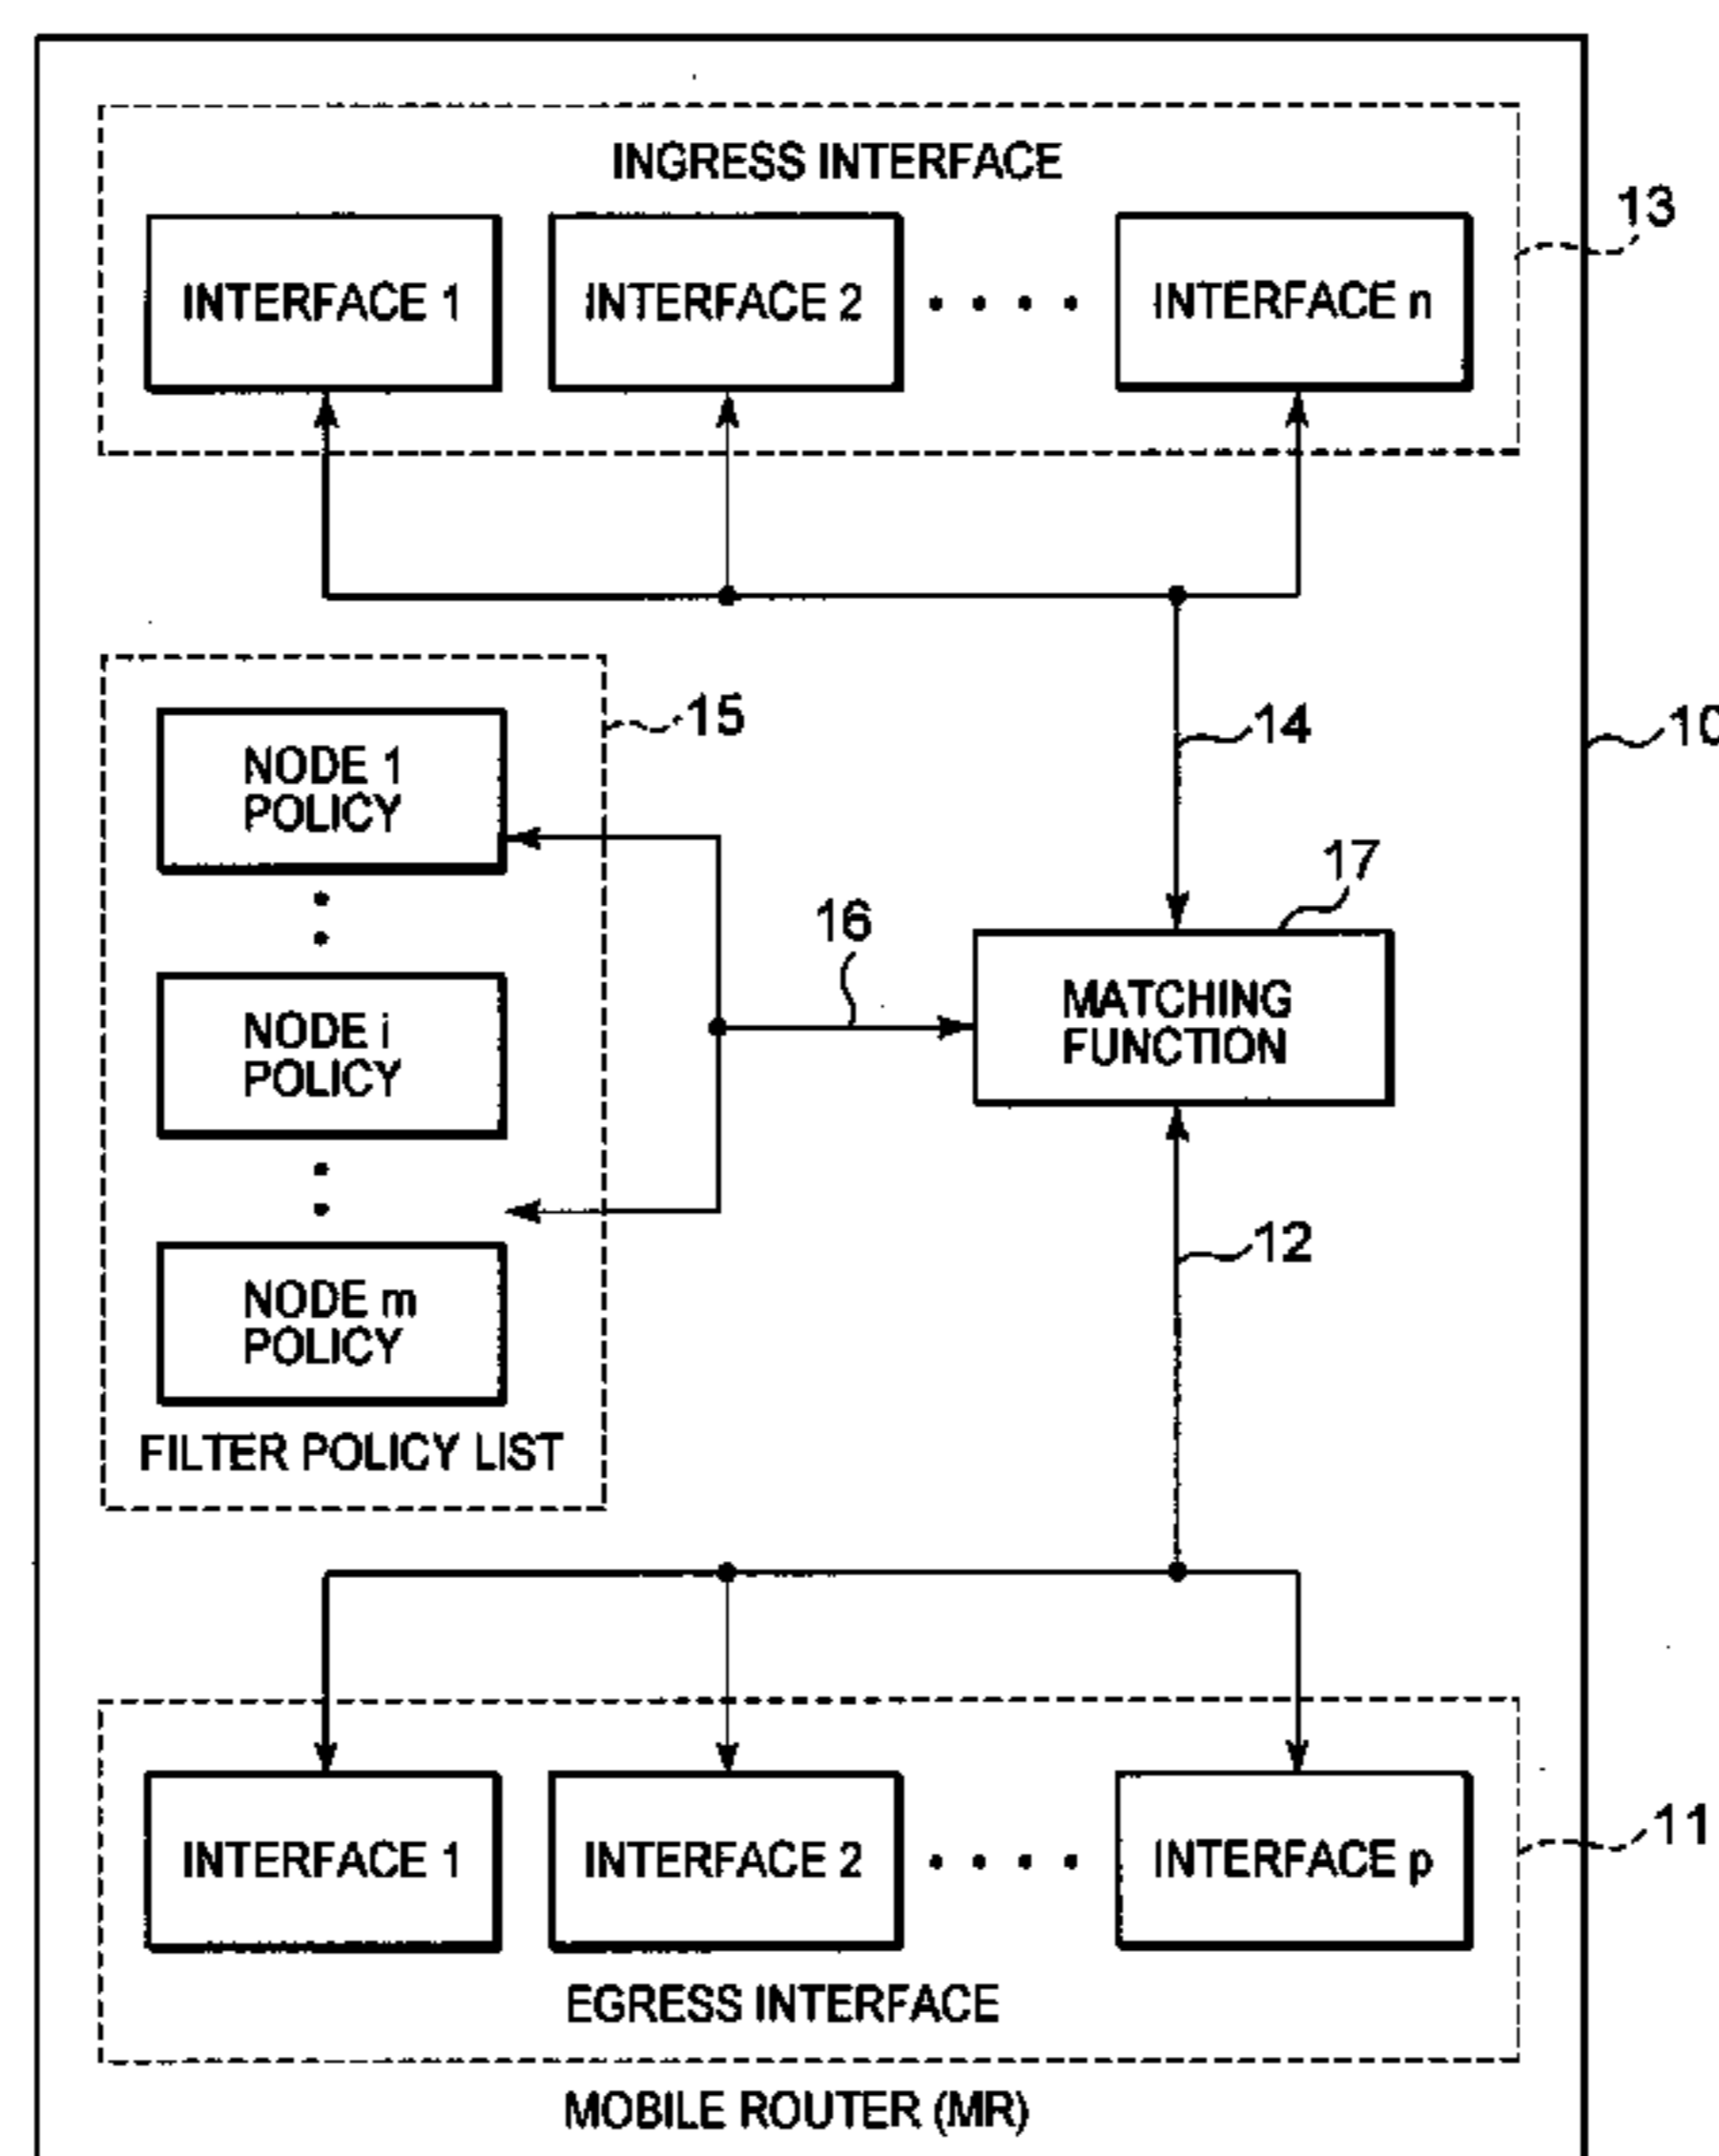 INGRESS INTERFACE
13
INTERFACE 1
INTERFACE 2
INTERFACE n
15
14
10
NODE 1
POLICY
17
16
MATCHING
FUNCTION
NODE i
POLICY
12
NODE m
POLICY
FILTER POLICY LIST
11
INTERFACE 1
INTERFACE 2
INTERFACE p
EGRESS INTERFACE
MOBILE ROUTER (MR)